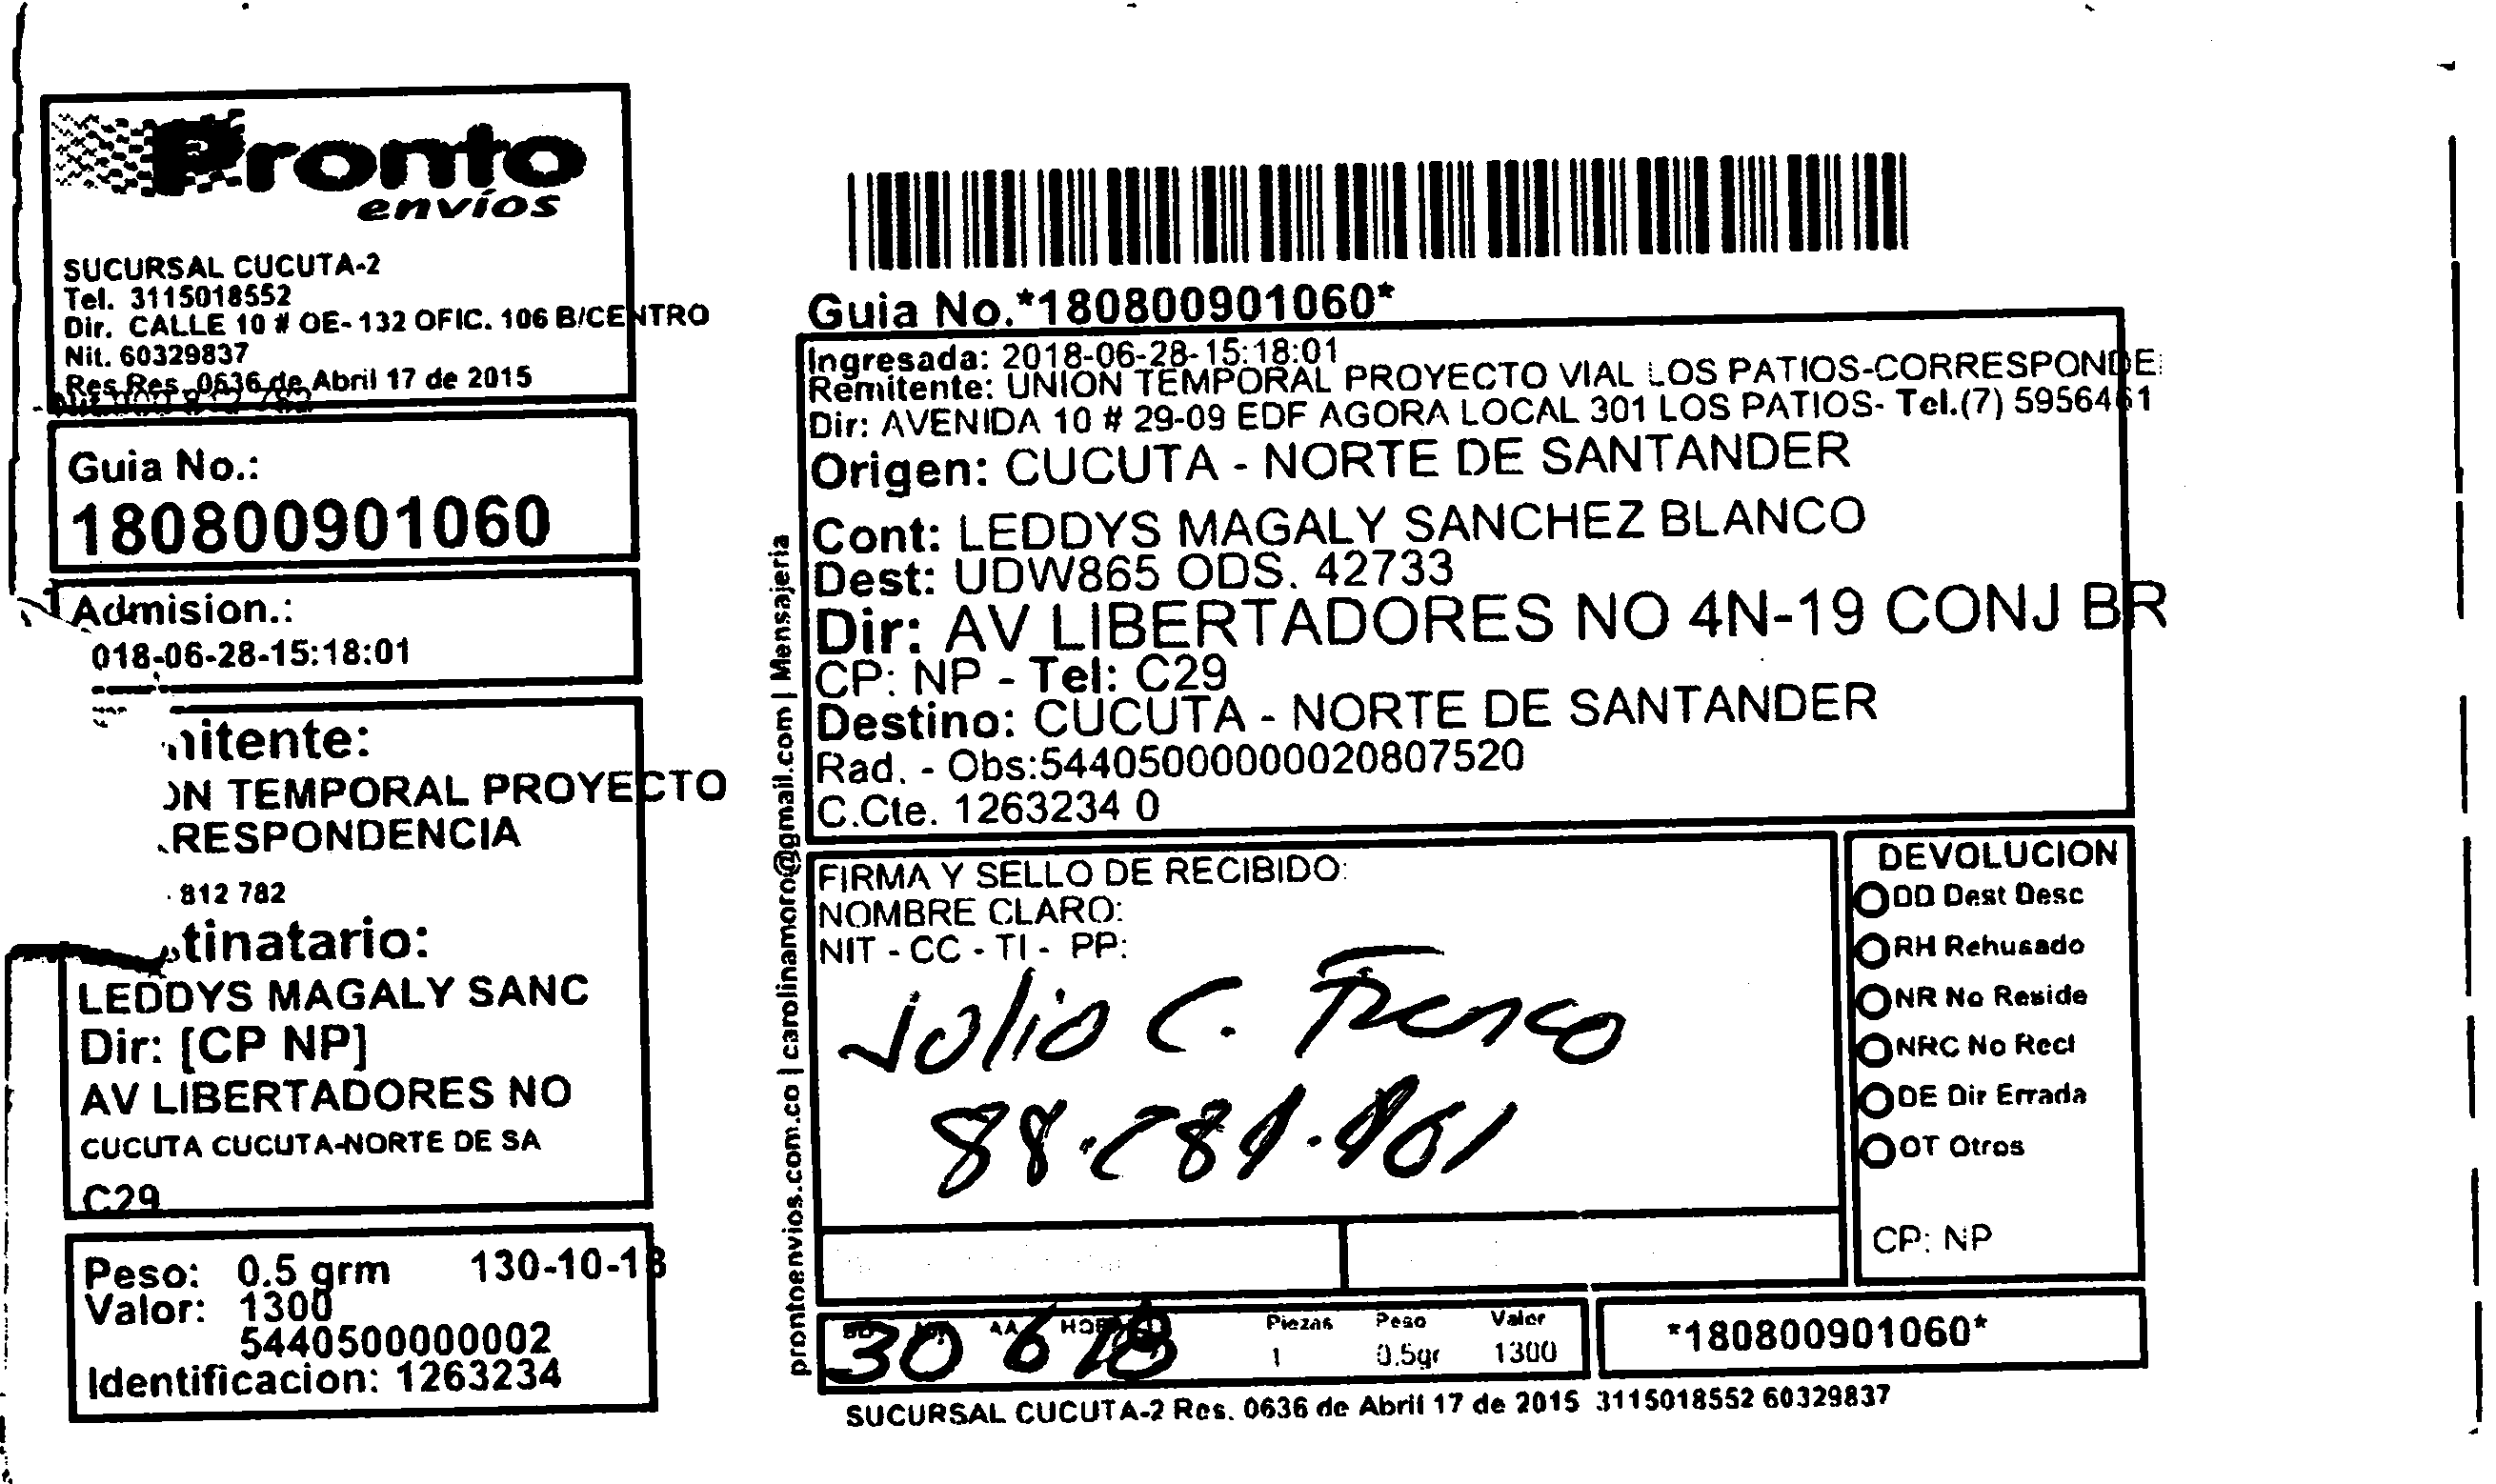 Pronto
envíos
SUCURSAL CUCUTA-2
Tel. 3115018552
Dir. CALLE 10 # OE-132 OFIC. 106 B/CENTRO
Nit. 60329837
Res.Res. 0636 de Abril 17 de 2015
Guia No.:
180800901060
Admision.:
018-06-28-15:18:01
nitente:
ON TEMPORAL PROYECTO
RESPONDENCIA
812 782
tinatario:
LEDDYS MAGALY SANC
Dir: [CP NP]
AV LIBERTADORES NO
CUCUTA CUCUTA-NORTE DE SA
C29
Peso: 0.5 grm 130-10-18
Valor: 1300
5440500000002
Identificacion: 1263234
prontoenvios.com.co | carolinamoro@gmail.com | Mensajeria
Guia No.*180800901060*
Ingresada: 2018-06-28-15:18:01
Remitente: UNION TEMPORAL PROYECTO VIAL LOS PATIOS-CORRESPONDE
Dir: AVENIDA 10 # 29-09 EDF AGORA LOCAL 301 LOS PATIOS- Tel.(7) 5956461
Origen: CUCUTA - NORTE DE SANTANDER
Cont: LEDDYS MAGALY SANCHEZ BLANCO
Dest: UDW865 ODS. 42733
Dir: AV LIBERTADORES NO 4N-19 CONJ BR
CP: NP - Tel: C29
Destino: CUCUTA - NORTE DE SANTANDER
Rad. - Obs:544050000000020807520
C.Cte. 1263234 0
FIRMA Y SELLO DE RECIBIDO:
NOMBRE CLARO:
NIT - CC - TI - PP:
Julio C.
DEVOLUCION
DD Dest Desc
RH Rehusado
NR No Reside
NRC No Recl
DE Dir Errada
OT Otros
CP: NP
30 6 18
AA
Piezas Peso Valor
1 0.5gr 1300
*180800901060*
SUCURSAL CUCUTA-2 Res. 0636 de Abril 17 de 2015 3115018552 60329837